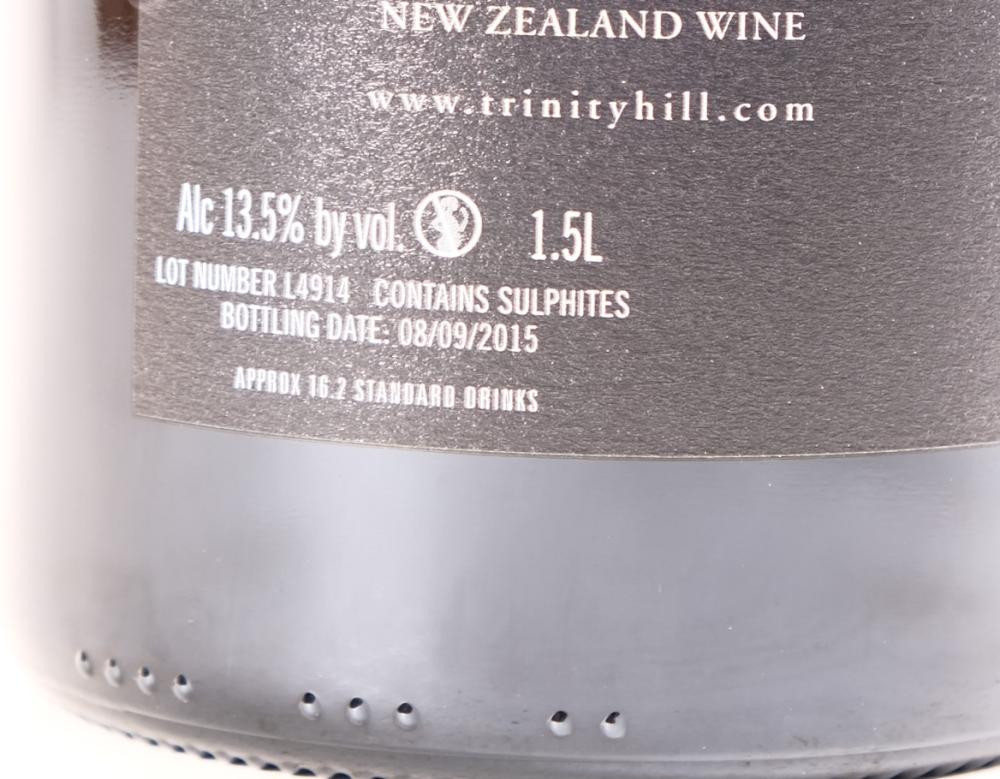 NEW ZEALAND WINE
www.trinityhill.com
Alc 13.5% by vol. 1.5L
LOT NUMBER L4914 CONTAINS SULPHITES
BOTTLING DATE: 08/09/2015
APPROX 16.2 STANDARD DRINKS